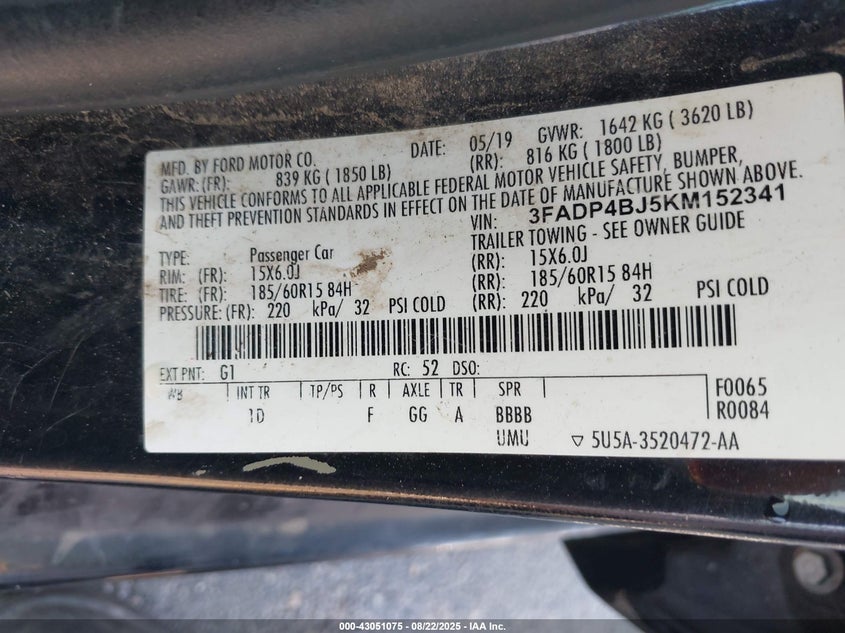 MFD. BY FORD MOTOR CO. DATE: 05/19 GVWR: 1642 KG ( 3620 LB)
GAWR: (FR): 839 KG ( 1850 LB) (RR): 816 KG ( 1800 LB)
THIS VEHICLE CONFORMS TO ALL APPLICABLE FEDERAL MOTOR VEHICLE SAFETY, BUMPER,
AND THEFT PREVENTION STANDARDS IN EFFECT ON THE DATE OF MANUFACTURE SHOWN ABOVE.
VIN: 3FADP4BJ5KM152341
TYPE: Passenger Car TRAILER TOWING - SEE OWNER GUIDE
RIM: (FR): 15X6.0J (RR): 15X6.0J
TIRE: (FR): 185/60R15 84H (RR): 185/60R15 84H
PRESSURE: (FR): 220 kPa/ 32 PSI COLD (RR): 220 kPa/ 32 PSI COLD
EXT PNT: G1 RC: 52 DSO:
WB INT TR TP/PS R AXLE TR SPR F0065
1D F GG A BBBB R0084
UMU ▽ 5U5A-3520472-AA
000-43051075 - 08/22/2025 - IAA Inc.